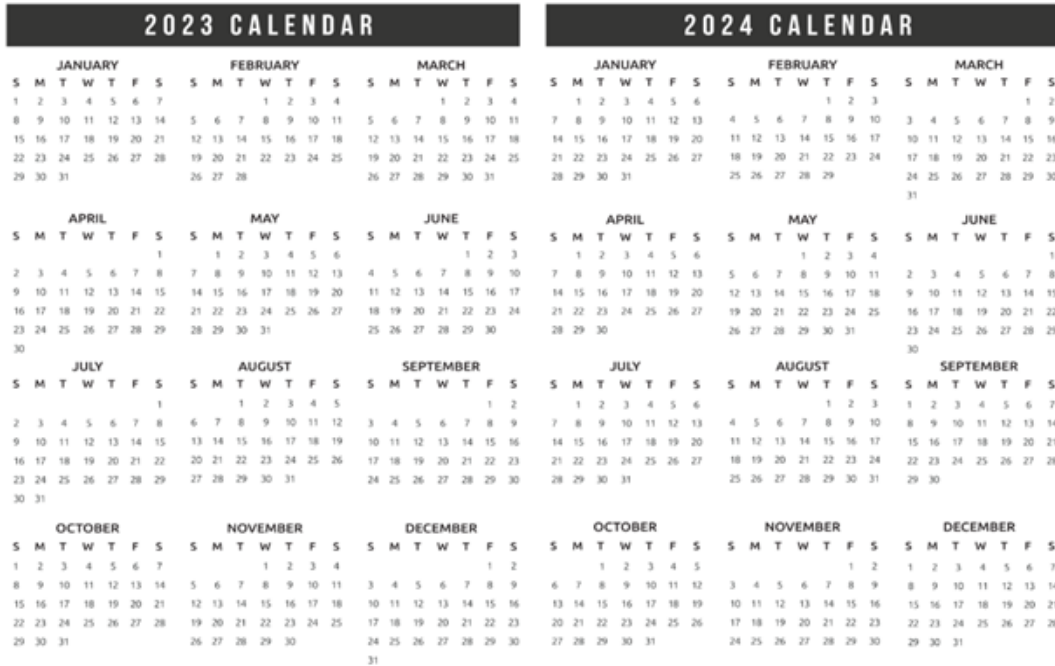 2023 CALENDAR
JANUARY
S M T W T F S
1 2 3 4 5 6 7
8 9 10 11 12 13 14
15 16 17 18 19 20 21
22 23 24 25 26 27 28
29 30 31
FEBRUARY
S M T W T F S
1 2 3 4
5 6 7 8 9 10 11
12 13 14 15 16 17 18
19 20 21 22 23 24 25
26 27 28
MARCH
S M T W T F S
1 2 3 4
5 6 7 8 9 10 11
12 13 14 15 16 17 18
19 20 21 22 23 24 25
26 27 28 29 30 31
APRIL
S M T W T F S
1
2 3 4 5 6 7 8
9 10 11 12 13 14 15
16 17 18 19 20 21 22
23 24 25 26 27 28 29
30
MAY
S M T W T F S
1 2 3 4 5 6
7 8 9 10 11 12 13
14 15 16 17 18 19 20
21 22 23 24 25 26 27
28 29 30 31
JUNE
S M T W T F S
1 2 3
4 5 6 7 8 9 10
11 12 13 14 15 16 17
18 19 20 21 22 23 24
25 26 27 28 29 30
JULY
S M T W T F S
1
2 3 4 5 6 7 8
9 10 11 12 13 14 15
16 17 18 19 20 21 22
23 24 25 26 27 28 29
30 31
AUGUST
S M T W T F S
1 2 3 4 5
6 7 8 9 10 11 12
13 14 15 16 17 18 19
20 21 22 23 24 25 26
27 28 29 30 31
SEPTEMBER
S M T W T F S
1 2
3 4 5 6 7 8 9
10 11 12 13 14 15 16
17 18 19 20 21 22 23
24 25 26 27 28 29 30
OCTOBER
S M T W T F S
1 2 3 4 5 6 7
8 9 10 11 12 13 14
15 16 17 18 19 20 21
22 23 24 25 26 27 28
29 30 31
NOVEMBER
S M T W T F S
1 2 3 4
5 6 7 8 9 10 11
12 13 14 15 16 17 18
19 20 21 22 23 24 25
26 27 28 29 30
DECEMBER
S M T W T F S
1 2
3 4 5 6 7 8 9
10 11 12 13 14 15 16
17 18 19 20 21 22 23
24 25 26 27 28 29 30
31
2024 CALENDAR
JANUARY
S M T W T F S
1 2 3 4 5 6
7 8 9 10 11 12 13
14 15 16 17 18 19 20
21 22 23 24 25 26 27
28 29 30 31
FEBRUARY
S M T W T F S
1 2 3
4 5 6 7 8 9 10
11 12 13 14 15 16 17
18 19 20 21 22 23 24
25 26 27 28 29
MARCH
S M T W T F S
1 2
3 4 5 6 7 8 9
10 11 12 13 14 15 16
17 18 19 20 21 22 23
24 25 26 27 28 29 30
31
APRIL
S M T W T F S
1 2 3 4 5 6
7 8 9 10 11 12 13
14 15 16 17 18 19 20
21 22 23 24 25 26 27
28 29 30
MAY
S M T W T F S
1 2 3 4
5 6 7 8 9 10 11
12 13 14 15 16 17 18
19 20 21 22 23 24 25
26 27 28 29 30 31
JUNE
S M T W T F S
1
2 3 4 5 6 7 8
9 10 11 12 13 14 15
16 17 18 19 20 21 22
23 24 25 26 27 28 29
30
JULY
S M T W T F S
1 2 3 4 5 6
7 8 9 10 11 12 13
14 15 16 17 18 19 20
21 22 23 24 25 26 27
28 29 30 31
AUGUST
S M T W T F S
1 2 3
4 5 6 7 8 9 10
11 12 13 14 15 16 17
18 19 20 21 22 23 24
25 26 27 28 29 30 31
SEPTEMBER
S M T W T F S
1 2 3 4 5 6 7
8 9 10 11 12 13 14
15 16 17 18 19 20 21
22 23 24 25 26 27 28
29 30
OCTOBER
S M T W T F S
1 2 3 4 5
6 7 8 9 10 11 12
13 14 15 16 17 18 19
20 21 22 23 24 25 26
27 28 29 30 31
NOVEMBER
S M T W T F S
1 2
3 4 5 6 7 8 9
10 11 12 13 14 15 16
17 18 19 20 21 22 23
24 25 26 27 28 29 30
DECEMBER
S M T W T F S
1 2 3 4 5 6 7
8 9 10 11 12 13 14
15 16 17 18 19 20 21
22 23 24 25 26 27 28
29 30 31